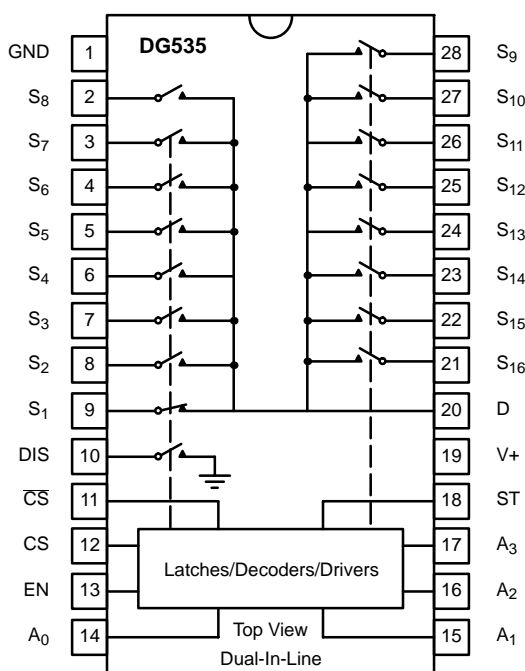 DG535
GND 1 28 S9
S8 2 27 S10
S7 3 26 S11
S6 4 25 S12
S5 5 24 S13
S4 6 23 S14
S3 7 22 S15
S2 8 21 S16
S1 9 20 D
DIS 10 19 V+
C̅S̅ 11 18 ST
CS 12 17 A3
EN 13 16 A2
A0 14 15 A1
Latches/Decoders/Drivers
Top View
Dual-In-Line